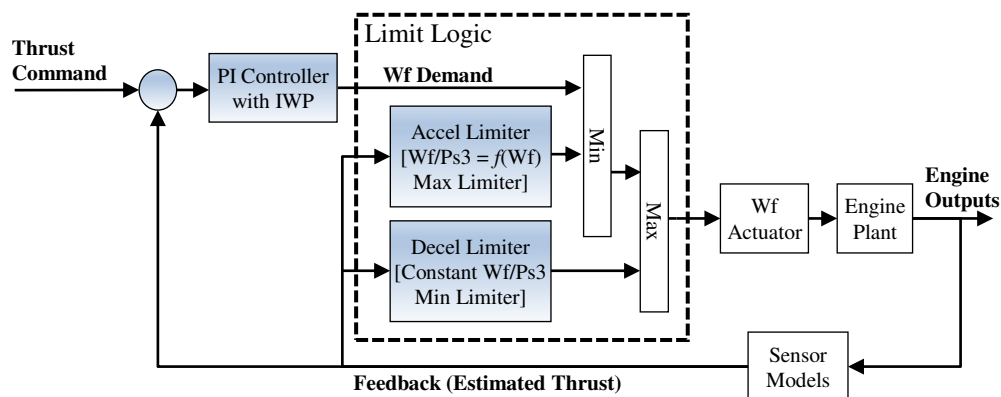 Limit Logic
Thrust
Command
PI Controller
with IWP
Wf Demand
Accel Limiter
[Wf/Ps3 = f(Wf)
Max Limiter]
Decel Limiter
[Constant Wf/Ps3
Min Limiter]
Min
Max
Wf
Actuator
Engine
Plant
Engine
Outputs
Sensor
Models
Feedback (Estimated Thrust)